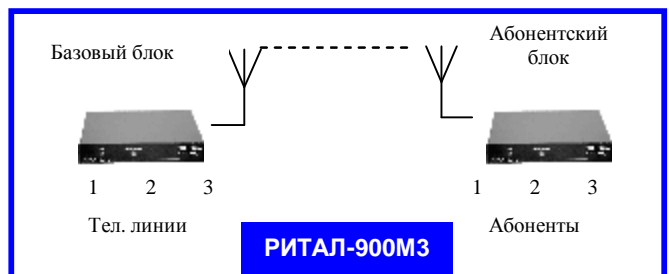 Базовый блок
Абонентский
блок
1 2 3
1 2 3
Тел. линии
Абоненты
РИТАЛ-900М3